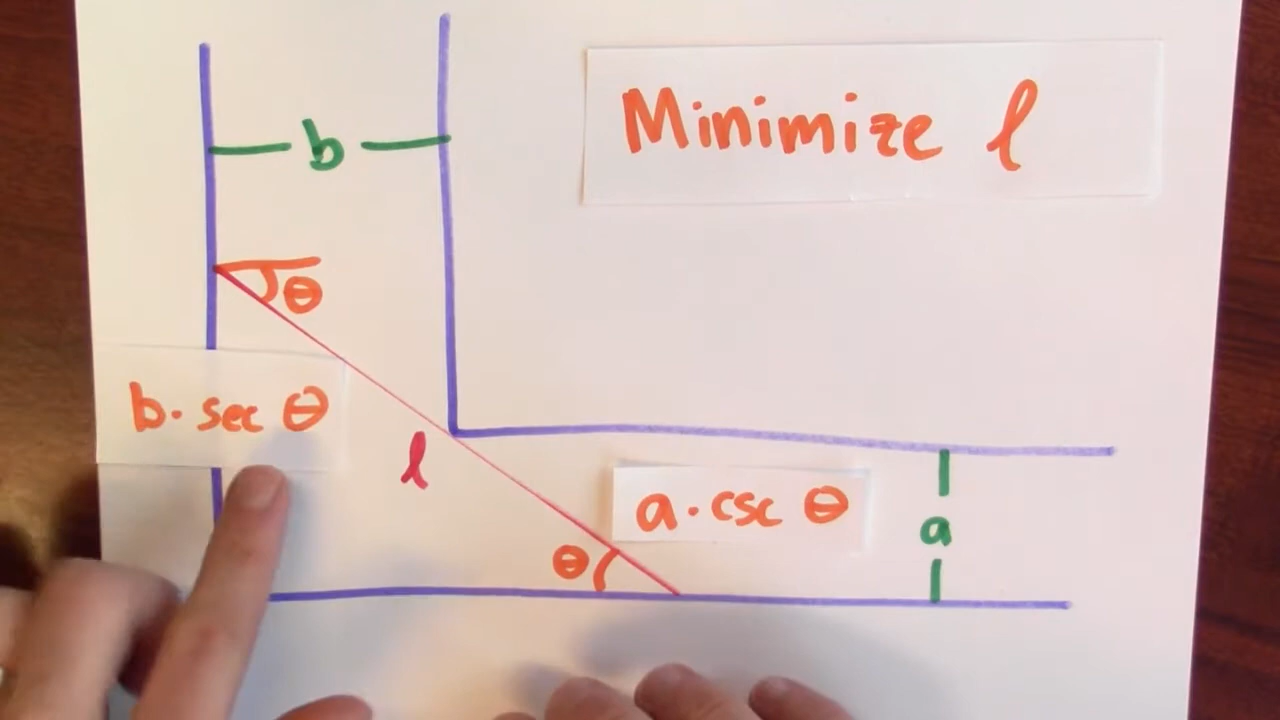 Minimize l
b
θ
b. sec θ
l
a. csc θ
θ
a